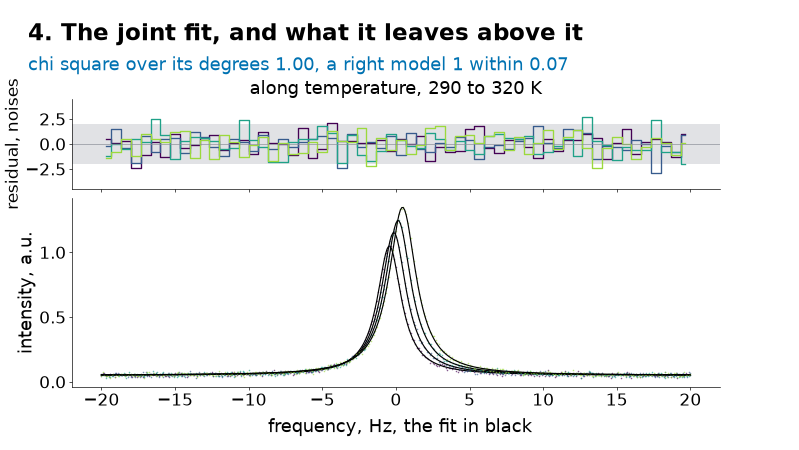 4. The joint fit, and what it leaves above it
chi square over its degrees 1.00, a right model 1 within 0.07
along temperature, 290 to 320 K
residual, noises
2.5
0.0
−2.5
intensity, a.u.
1.0
0.5
0.0
−20 −15 −10 −5 0 5 10 15 20
frequency, Hz, the fit in black